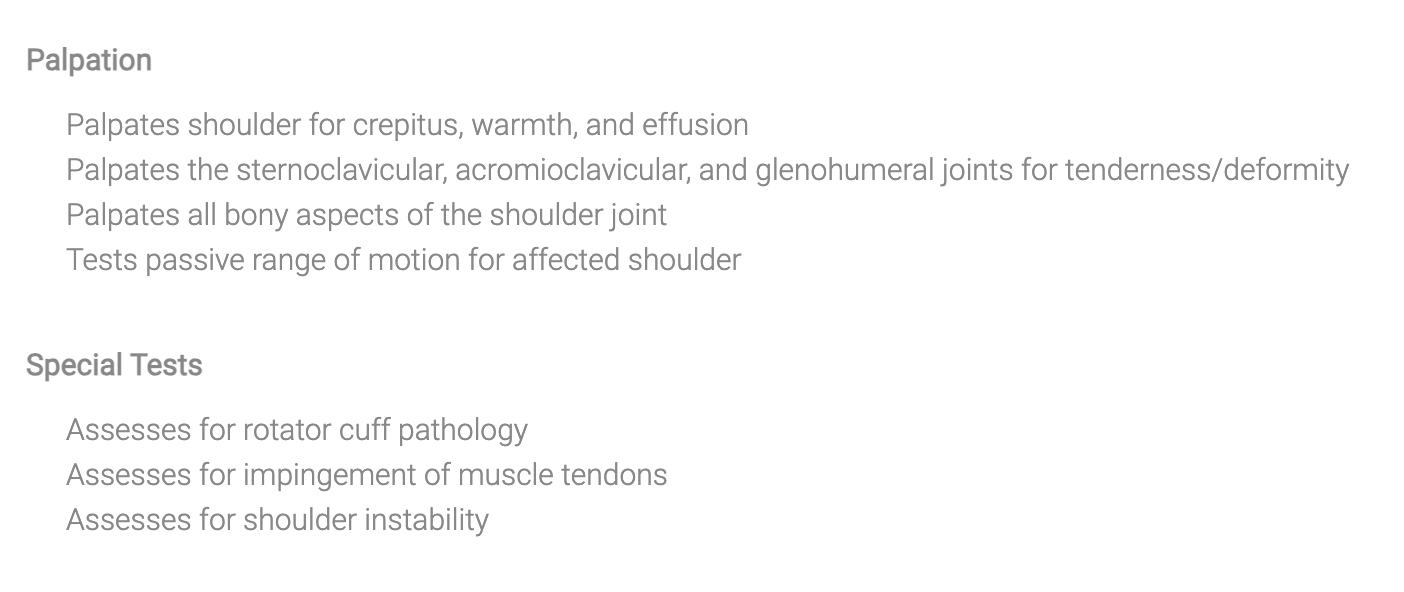 Palpation
Palpates shoulder for crepitus, warmth, and effusion
Palpates the sternoclavicular, acromioclavicular, and glenohumeral joints for tenderness/deformity
Palpates all bony aspects of the shoulder joint
Tests passive range of motion for affected shoulder
Special Tests
Assesses for rotator cuff pathology
Assesses for impingement of muscle tendons
Assesses for shoulder instability